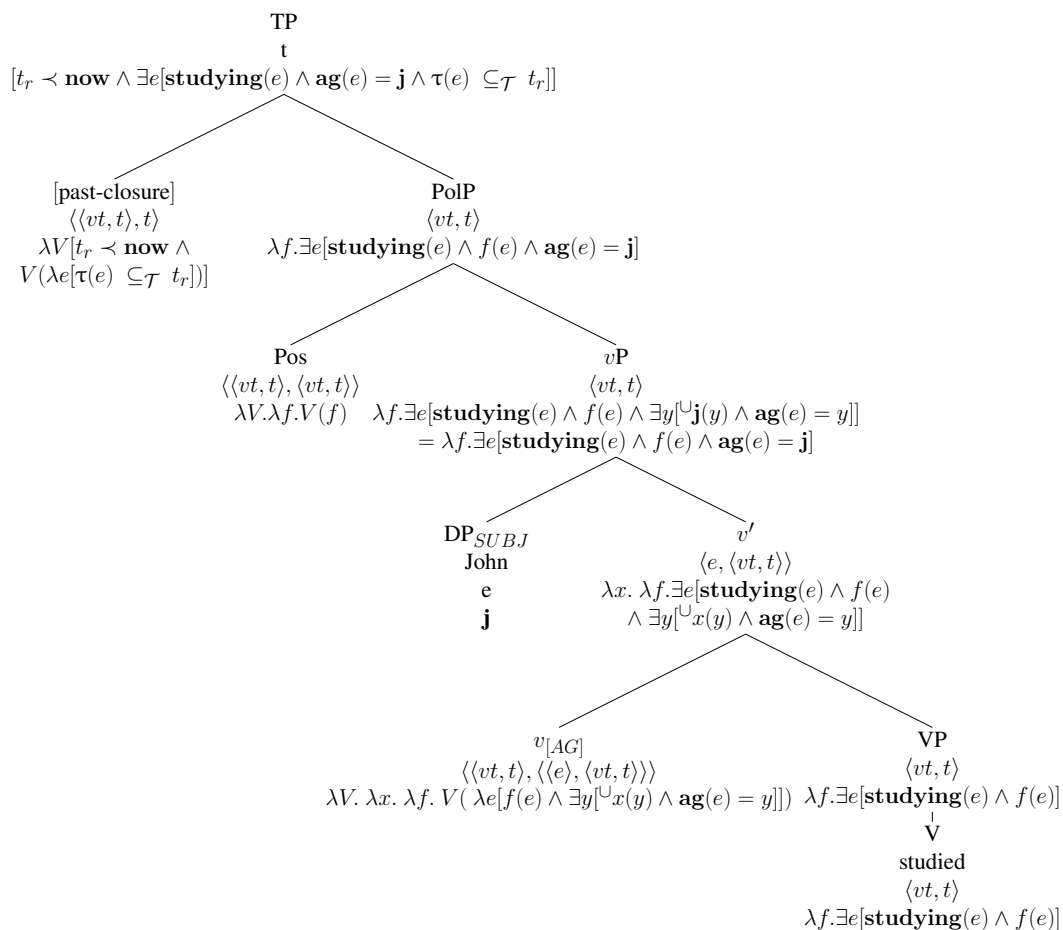 TP
t
[t_r ≺ now ∧ ∃e[studying(e) ∧ ag(e) = j ∧ τ(e) ⊆_𝒯 t_r]]
[past-closure]
⟨⟨vt, t⟩, t⟩
λV[t_r ≺ now ∧
V(λe[τ(e) ⊆_𝒯 t_r])]
PolP
⟨vt, t⟩
λf.∃e[studying(e) ∧ f(e) ∧ ag(e) = j]
Pos
⟨⟨vt, t⟩, ⟨vt, t⟩⟩
λV.λf.V(f)
vP
⟨vt, t⟩
λf.∃e[studying(e) ∧ f(e) ∧ ∃y[∪j(y) ∧ ag(e) = y]]
= λf.∃e[studying(e) ∧ f(e) ∧ ag(e) = j]
DP_SUBJ
John
e
j
v′
⟨e, ⟨vt, t⟩⟩
λx. λf.∃e[studying(e) ∧ f(e)
∧ ∃y[∪x(y) ∧ ag(e) = y]]
v[AG]
⟨⟨vt, t⟩, ⟨⟨e⟩, ⟨vt, t⟩⟩⟩
λV. λx. λf. V( λe[f(e) ∧ ∃y[∪x(y) ∧ ag(e) = y]])
VP
⟨vt, t⟩
λf.∃e[studying(e) ∧ f(e)]
V
studied
⟨vt, t⟩
λf.∃e[studying(e) ∧ f(e)]